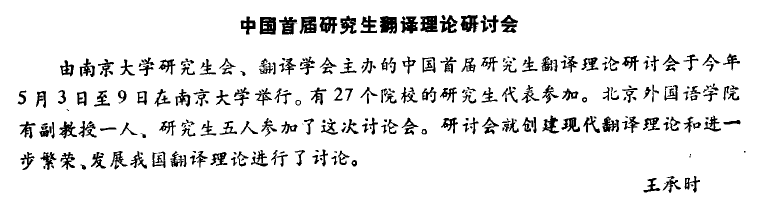 中国首届研究生翻译理论研讨会
由南京大学研究生会、翻译学会主办的中国首届研究生翻译理论研讨会于今年
5月3日至9日在南京大学举行。有27个院校的研究生代表参加。北京外国语学院
有副教授一人、研究生五人参加了这次讨论会。研讨会就创建现代翻译理论和进一
步繁荣、发展我国翻译理论进行了讨论。
王承时